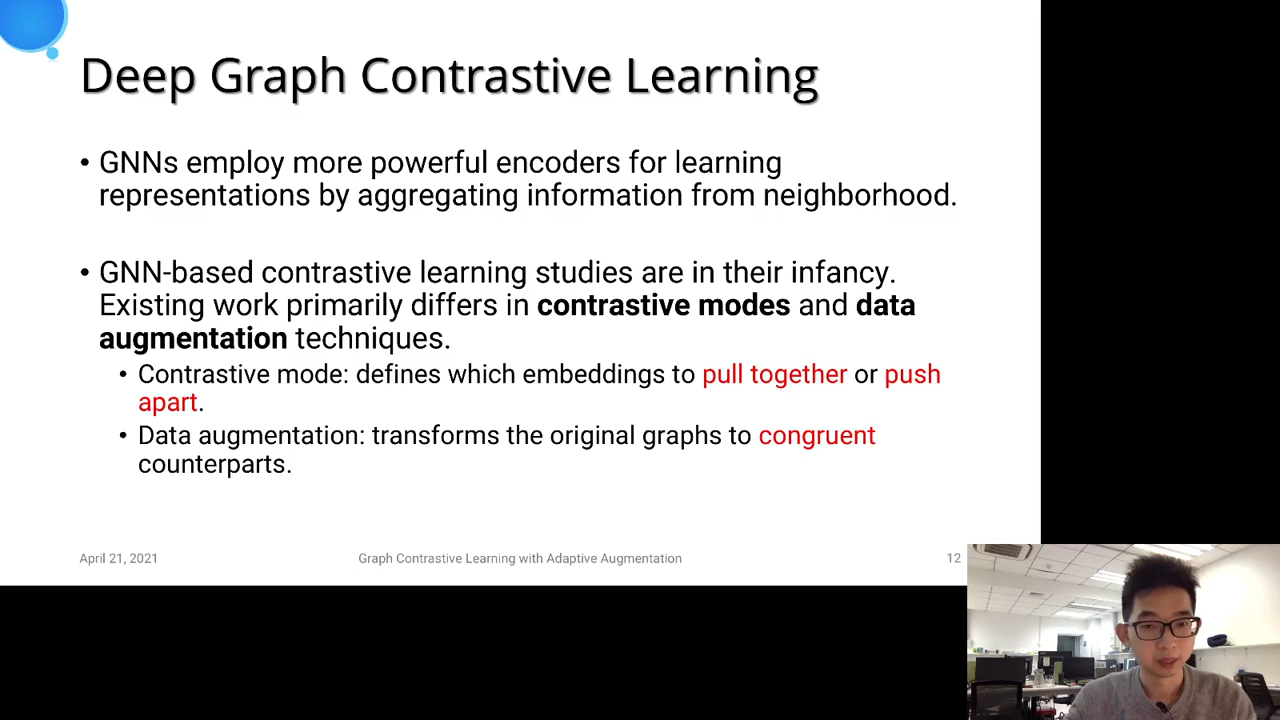 Deep Graph Contrastive Learning
• GNNs employ more powerful encoders for learning
representations by aggregating information from neighborhood.
• GNN-based contrastive learning studies are in their infancy.
Existing work primarily differs in contrastive modes and data
augmentation techniques.
• Contrastive mode: defines which embeddings to pull together or push
apart.
• Data augmentation: transforms the original graphs to congruent
counterparts.
April 21, 2021 Graph Contrastive Learning with Adaptive Augmentation 12